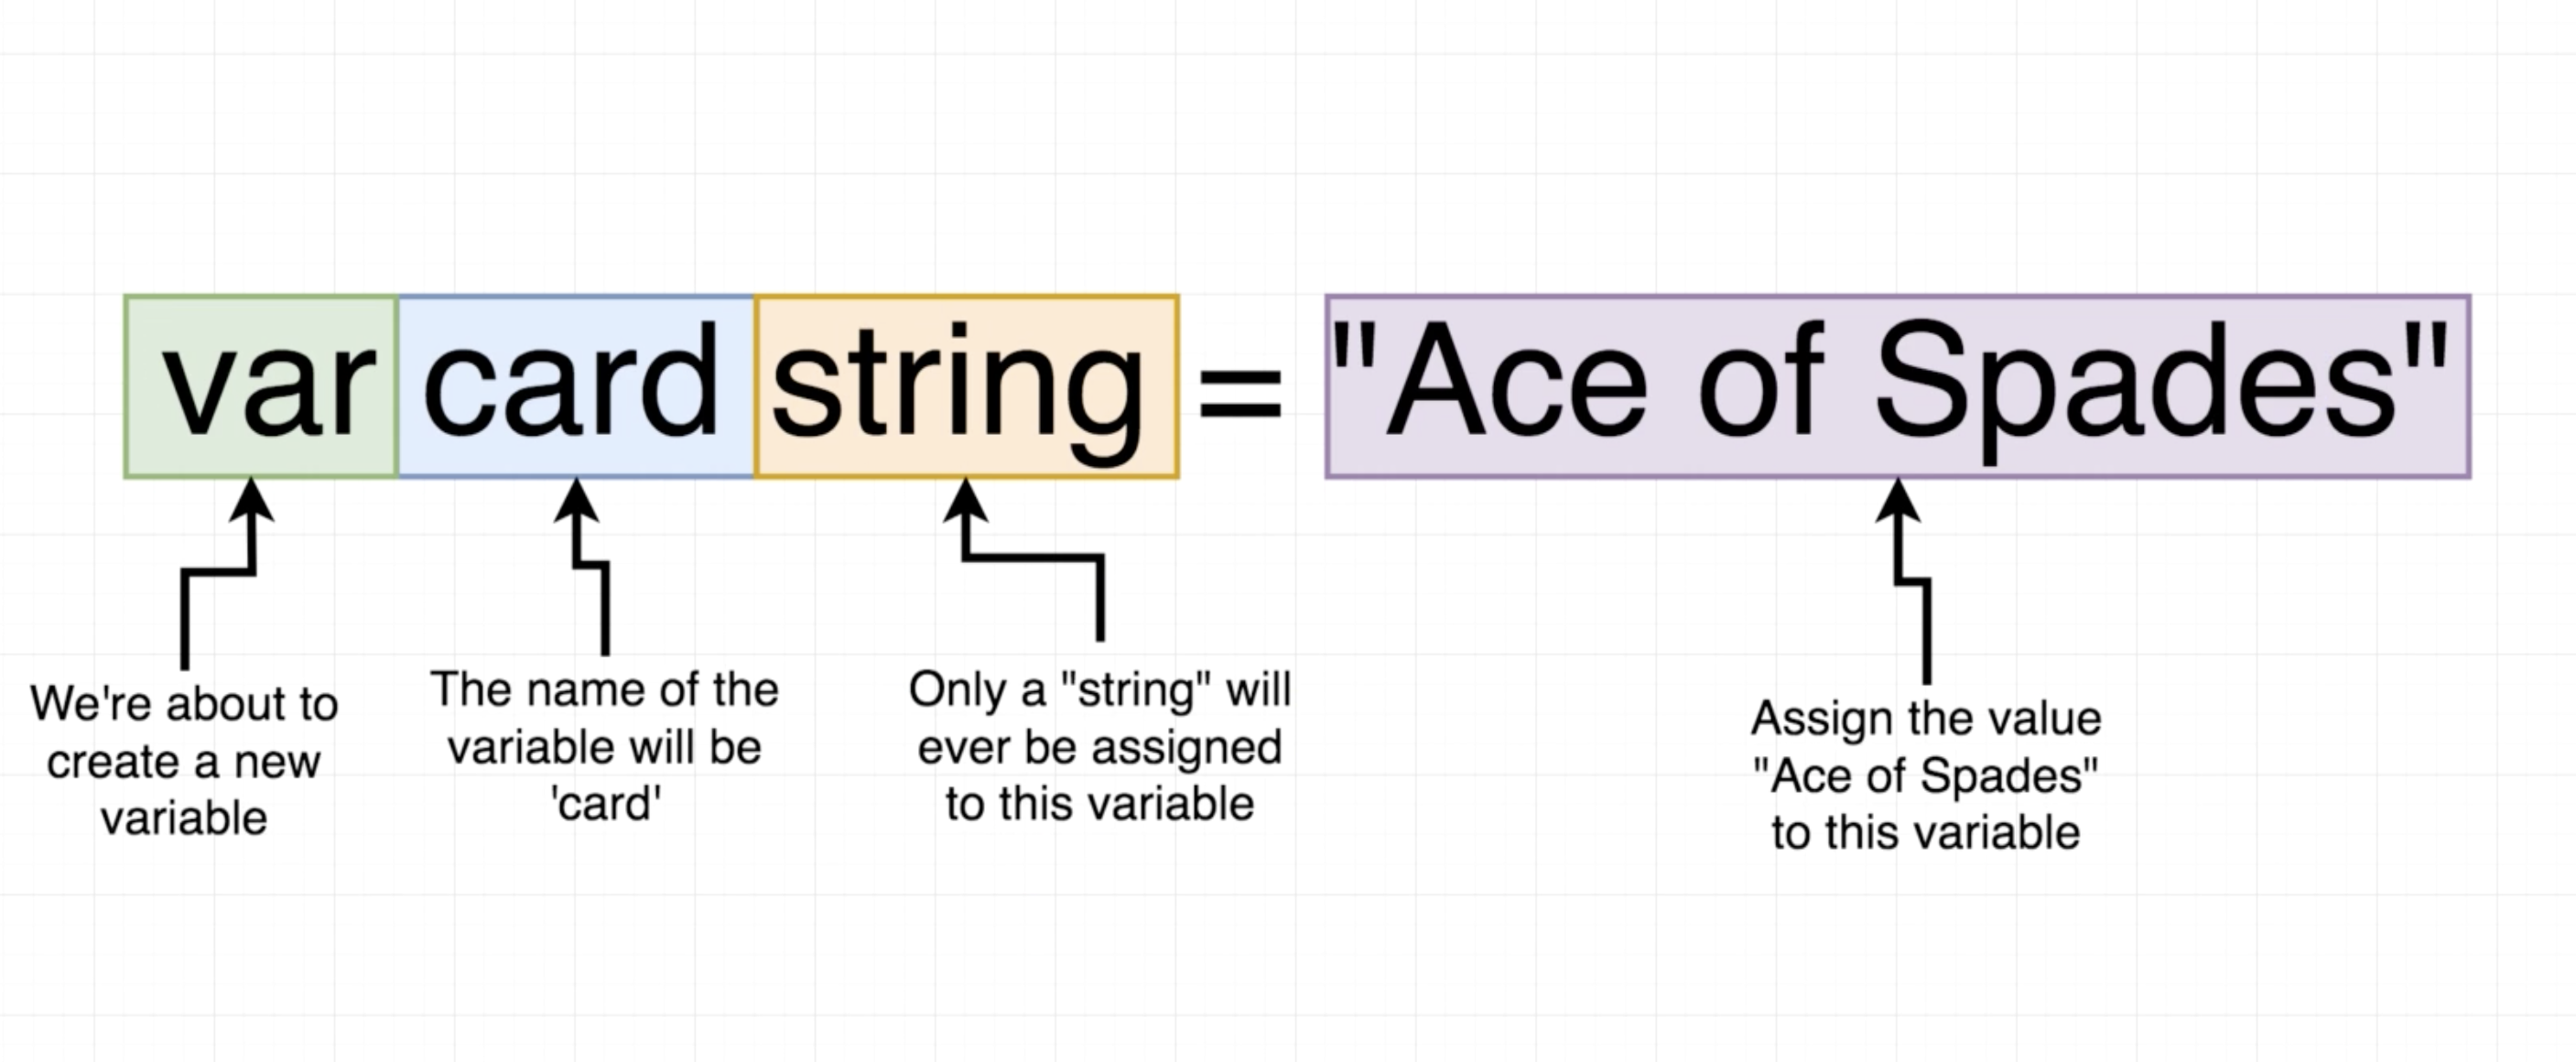 var card string = "Ace of Spades"
We're about to
create a new
variable
The name of the
variable will be
'card'
Only a "string" will
ever be assigned
to this variable
Assign the value
"Ace of Spades"
to this variable